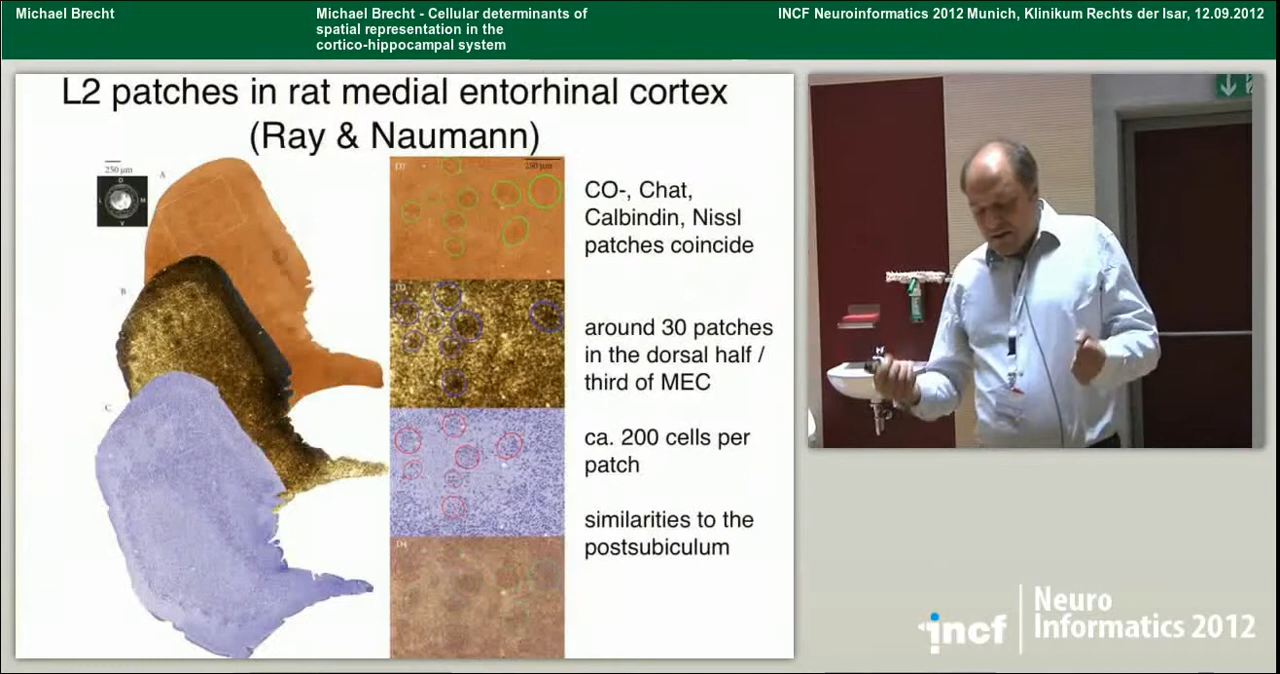 Michael Brecht
Michael Brecht - Cellular determinants of
spatial representation in the
cortico-hippocampal system
INCF Neuroinformatics 2012 Munich, Klinikum Rechts der Isar, 12.09.2012
L2 patches in rat medial entorhinal cortex
(Ray & Naumann)
250 µm
A
B
C
250 µm
CO-, Chat,
Calbindin, Nissl
patches coincide
around 30 patches
in the dorsal half /
third of MEC
ca. 200 cells per
patch
similarities to the
postsubiculum
incf
Neuro
Informatics 2012